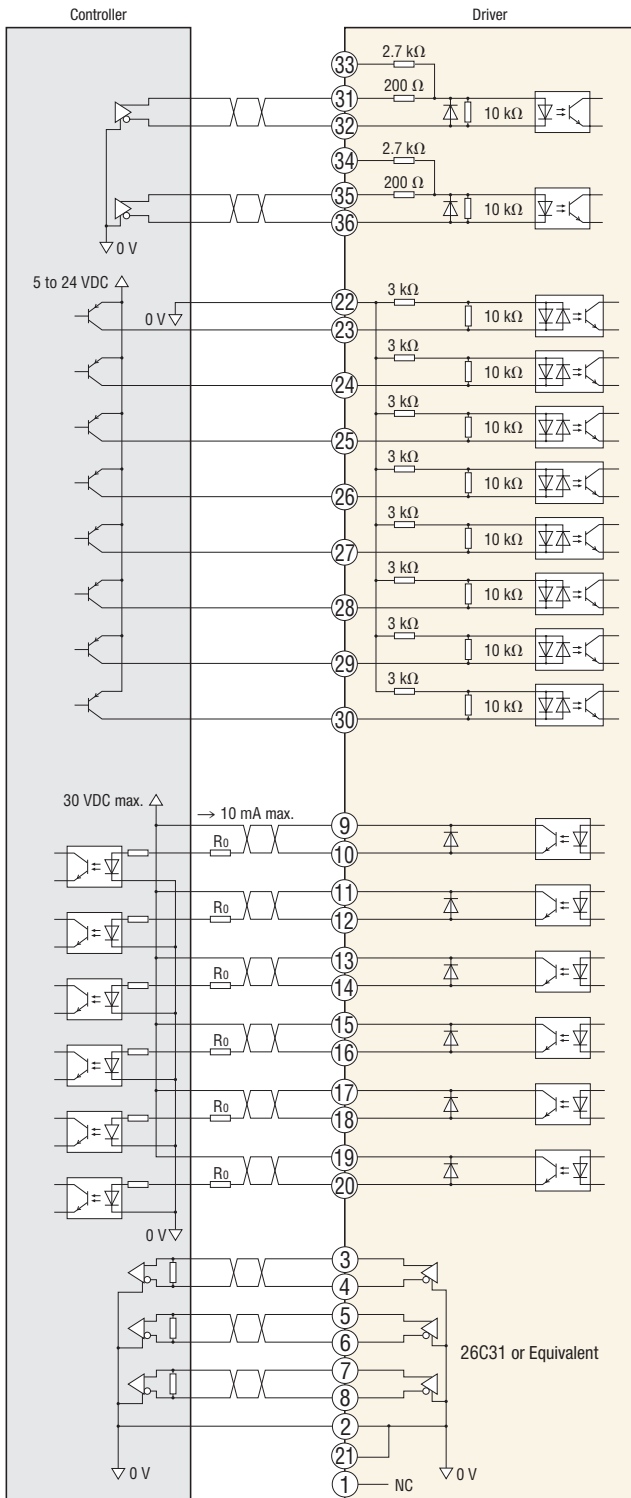 Controller Driver
33 2.7 kΩ
31 200 Ω
32 10 kΩ
34 2.7 kΩ
35 200 Ω
36 10 kΩ
0 V
5 to 24 VDC
0 V 22 3 kΩ
23 10 kΩ
3 kΩ
24 10 kΩ
3 kΩ
25 10 kΩ
3 kΩ
26 10 kΩ
3 kΩ
27 10 kΩ
3 kΩ
28 10 kΩ
3 kΩ
29 10 kΩ
3 kΩ
30 10 kΩ
30 VDC max. → 10 mA max.
9
R0 10
11
R0 12
13
R0 14
15
R0 16
17
R0 18
19
R0 20
0 V
3
4
5
6 26C31 or Equivalent
7
8
2
21
0 V 0 V
1 NC